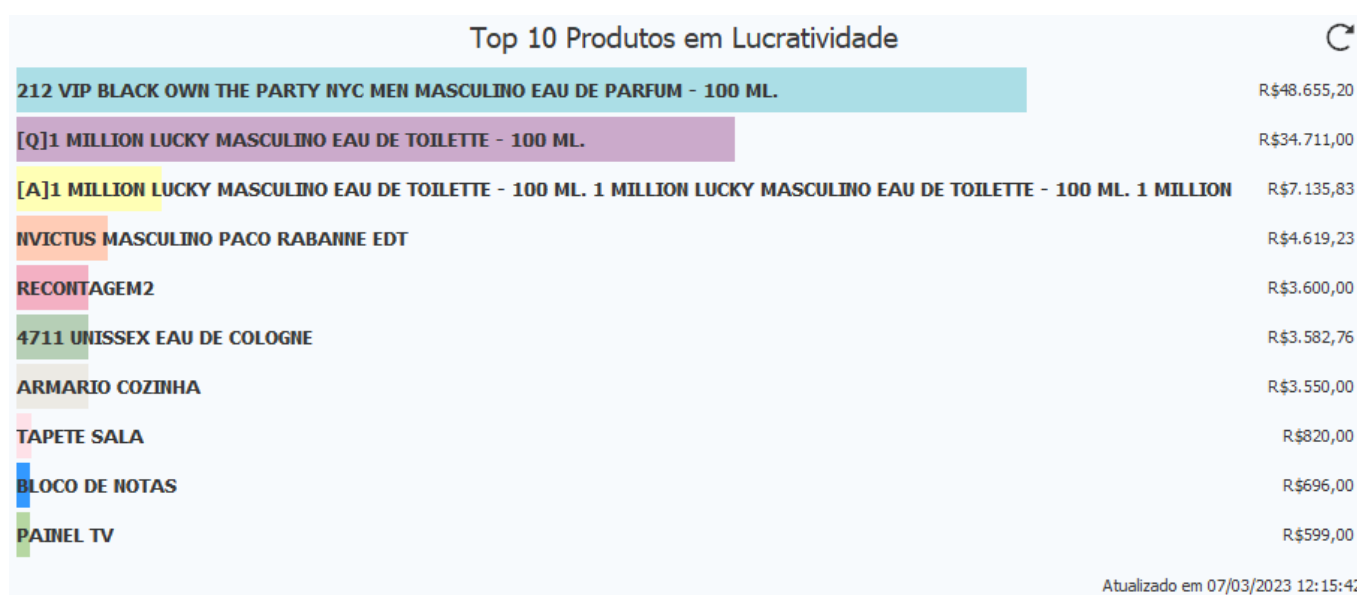 Top 10 Produtos em Lucratividade
212 VIP BLACK OWN THE PARTY NYC MEN MASCULINO EAU DE PARFUM - 100 ML. R$48.655,20
[Q]1 MILLION LUCKY MASCULINO EAU DE TOILETTE - 100 ML. R$34.711,00
[A]1 MILLION LUCKY MASCULINO EAU DE TOILETTE - 100 ML. 1 MILLION LUCKY MASCULINO EAU DE TOILETTE - 100 ML. 1 MILLION R$7.135,83
NVICTUS MASCULINO PACO RABANNE EDT R$4.619,23
RECONTAGEM2 R$3.600,00
4711 UNISSEX EAU DE COLOGNE R$3.582,76
ARMARIO COZINHA R$3.550,00
TAPETE SALA R$820,00
BLOCO DE NOTAS R$696,00
PAINEL TV R$599,00
Atualizado em 07/03/2023 12:15:42